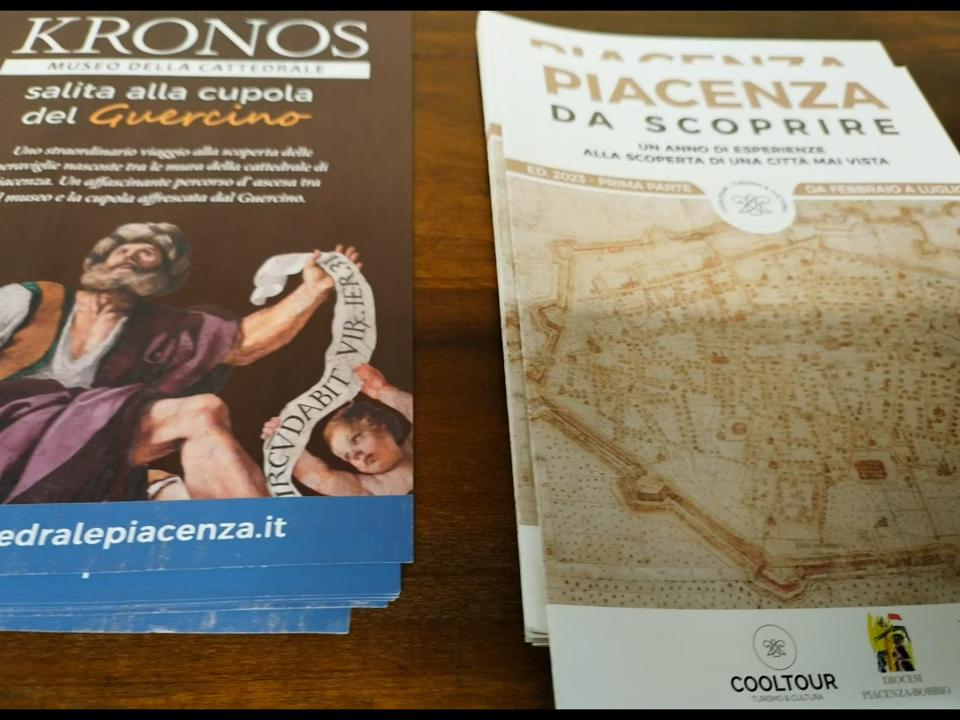 KRONOS
MUSEO DELLA CATTEDRALE
salita alla cupola
del Guercino
Uno straordinario viaggio alla scoperta delle
meraviglie nascoste tra le mura della cattedrale di
Piacenza. Un affascinante percorso d'ascesa tra
l museo e la cupola affrescata dal Guercino.
IRCVDABIT VIR. IER 31
edralepiacenza.it
PIACENZA
PIACENZA
DA SCOPRIRE
UN ANNO DI ESPERIENZE
ALLA SCOPERTA DI UNA CITTÀ MAI VISTA
ED. 2023 - PRIMA PARTE
DA FEBBRAIO A LUGLIO
COOLTOUR
TURISMO & CULTURA
DIOCESI
PIACENZA-BOBBIO